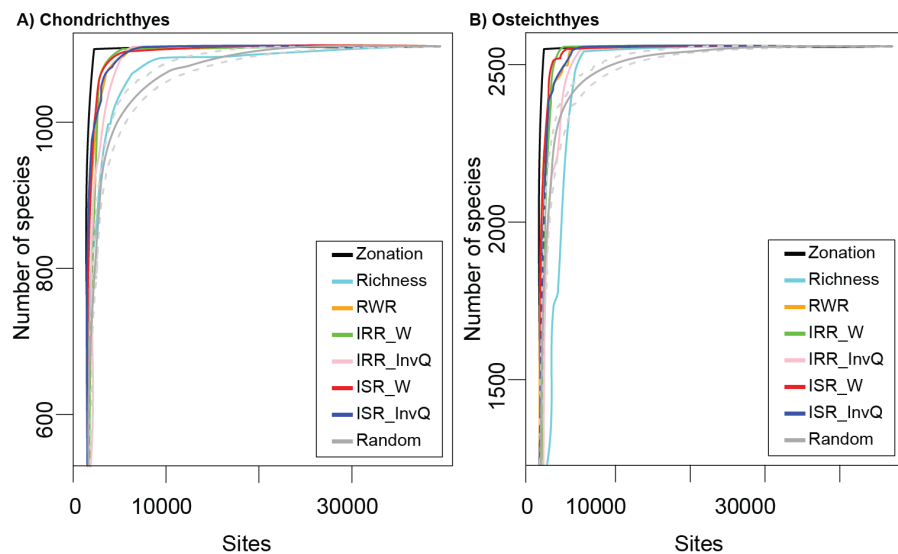 A) Chondrichthyes
Number of species
1000
800
600
0
10000
30000
Sites
Zonation
Richness
RWR
IRR_W
IRR_InvQ
ISR_W
ISR_InvQ
Random
B) Osteichthyes
Number of species
2500
2000
1500
0
10000
30000
Sites
Zonation
Richness
RWR
IRR_W
IRR_InvQ
ISR_W
ISR_InvQ
Random